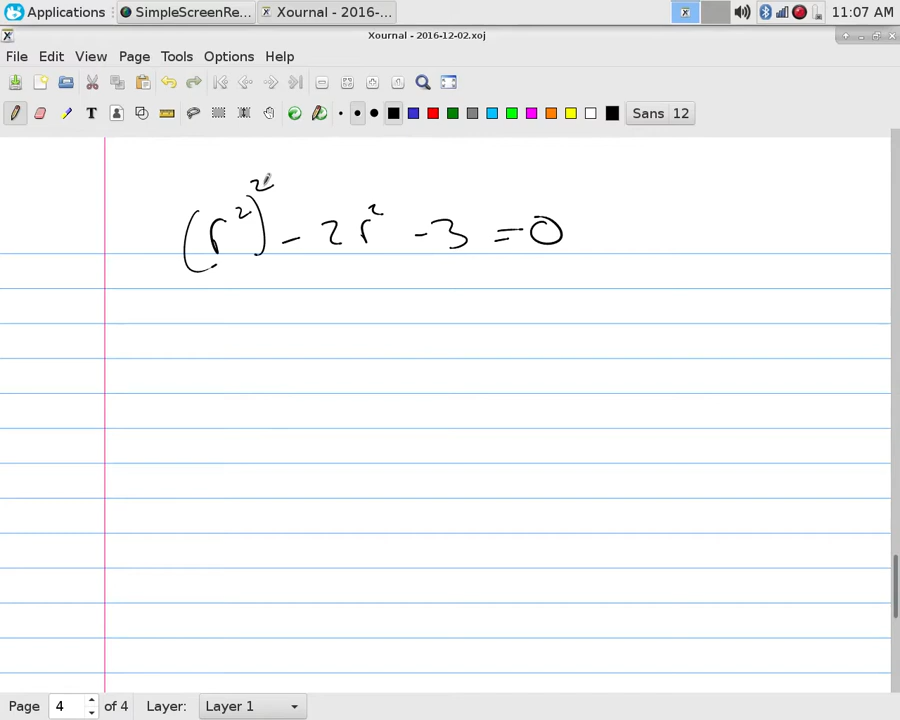 Applications SimpleScreenRe... Xournal - 2016-... 11:07 AM
Xournal - 2016-12-02.xoj
File Edit View Page Tools Options Help
T Sans 12
(r²)² - 2r² - 3 = 0
Page 4 of 4 Layer: Layer 1